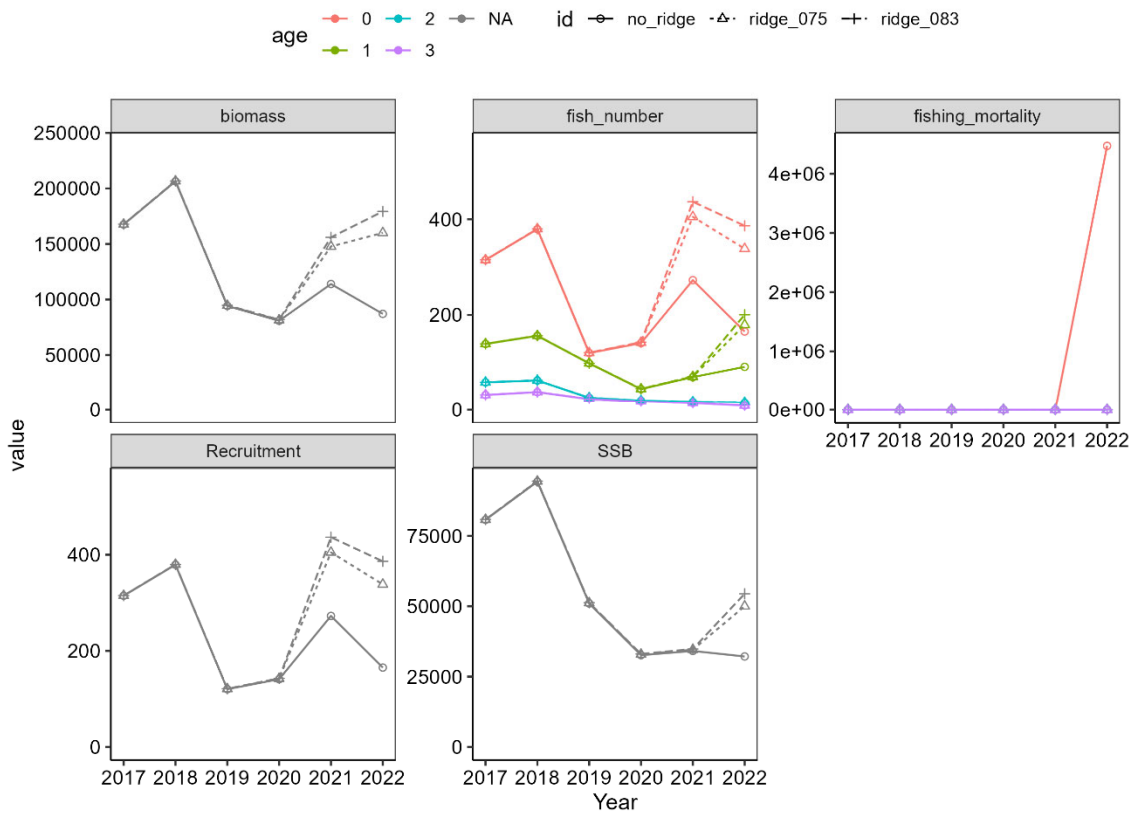 age 0 2 NA id no_ridge ridge_075 ridge_083
1 3
biomass fish_number fishing_mortality
250000
200000
150000
100000
50000
0
400
200
0
4e+06
3e+06
2e+06
1e+06
0e+00
2017 2018 2019 2020 2021 2022
value
Recruitment SSB
400
200
0
75000
50000
25000
0
2017 2018 2019 2020 2021 2022
2017 2018 2019 2020 2021 2022
Year